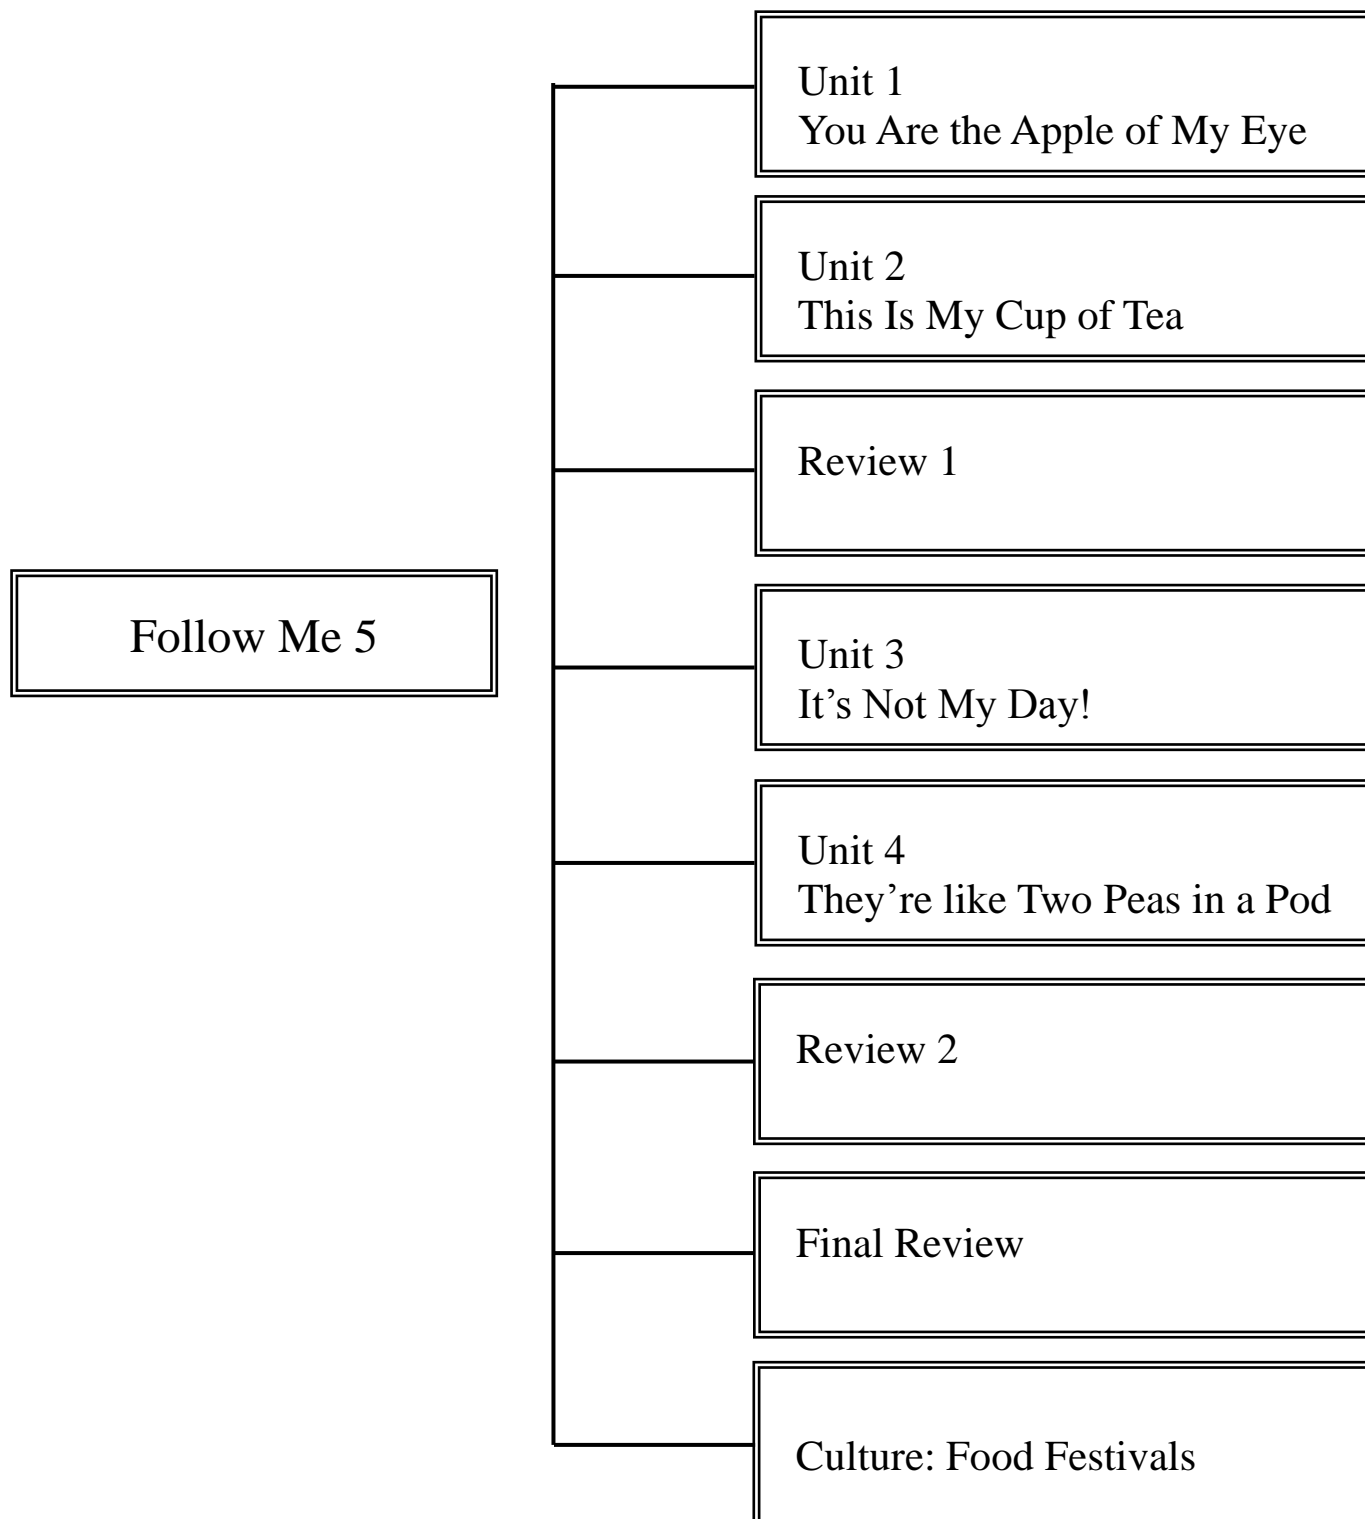 Follow Me 5
Unit 1
You Are the Apple of My Eye
Unit 2
This Is My Cup of Tea
Review 1
Unit 3
It’s Not My Day!
Unit 4
They’re like Two Peas in a Pod
Review 2
Final Review
Culture: Food Festivals